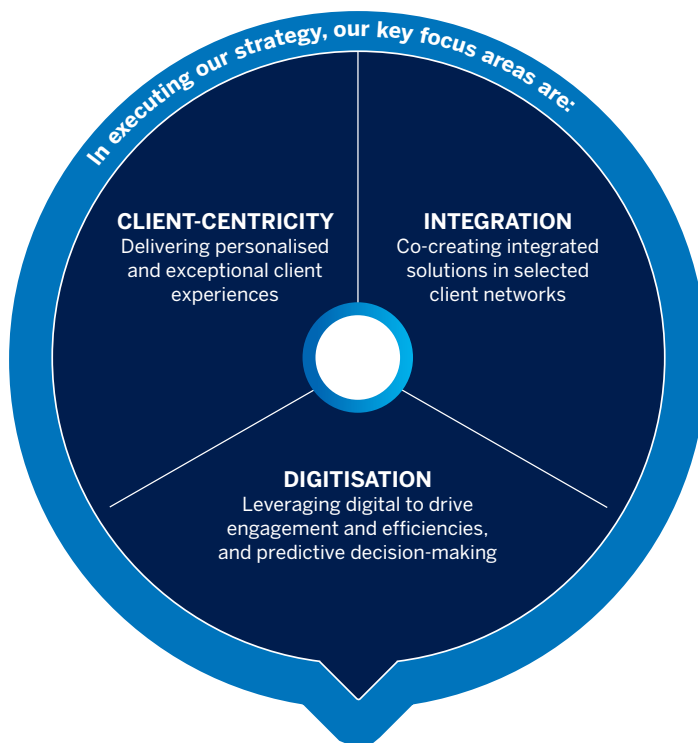 In executing our strategy, our key focus areas are:
CLIENT-CENTRICITY
Delivering personalised
and exceptional client
experiences
INTEGRATION
Co-creating integrated
solutions in selected
client networks
DIGITISATION
Leveraging digital to drive
engagement and efficiencies,
and predictive decision-making